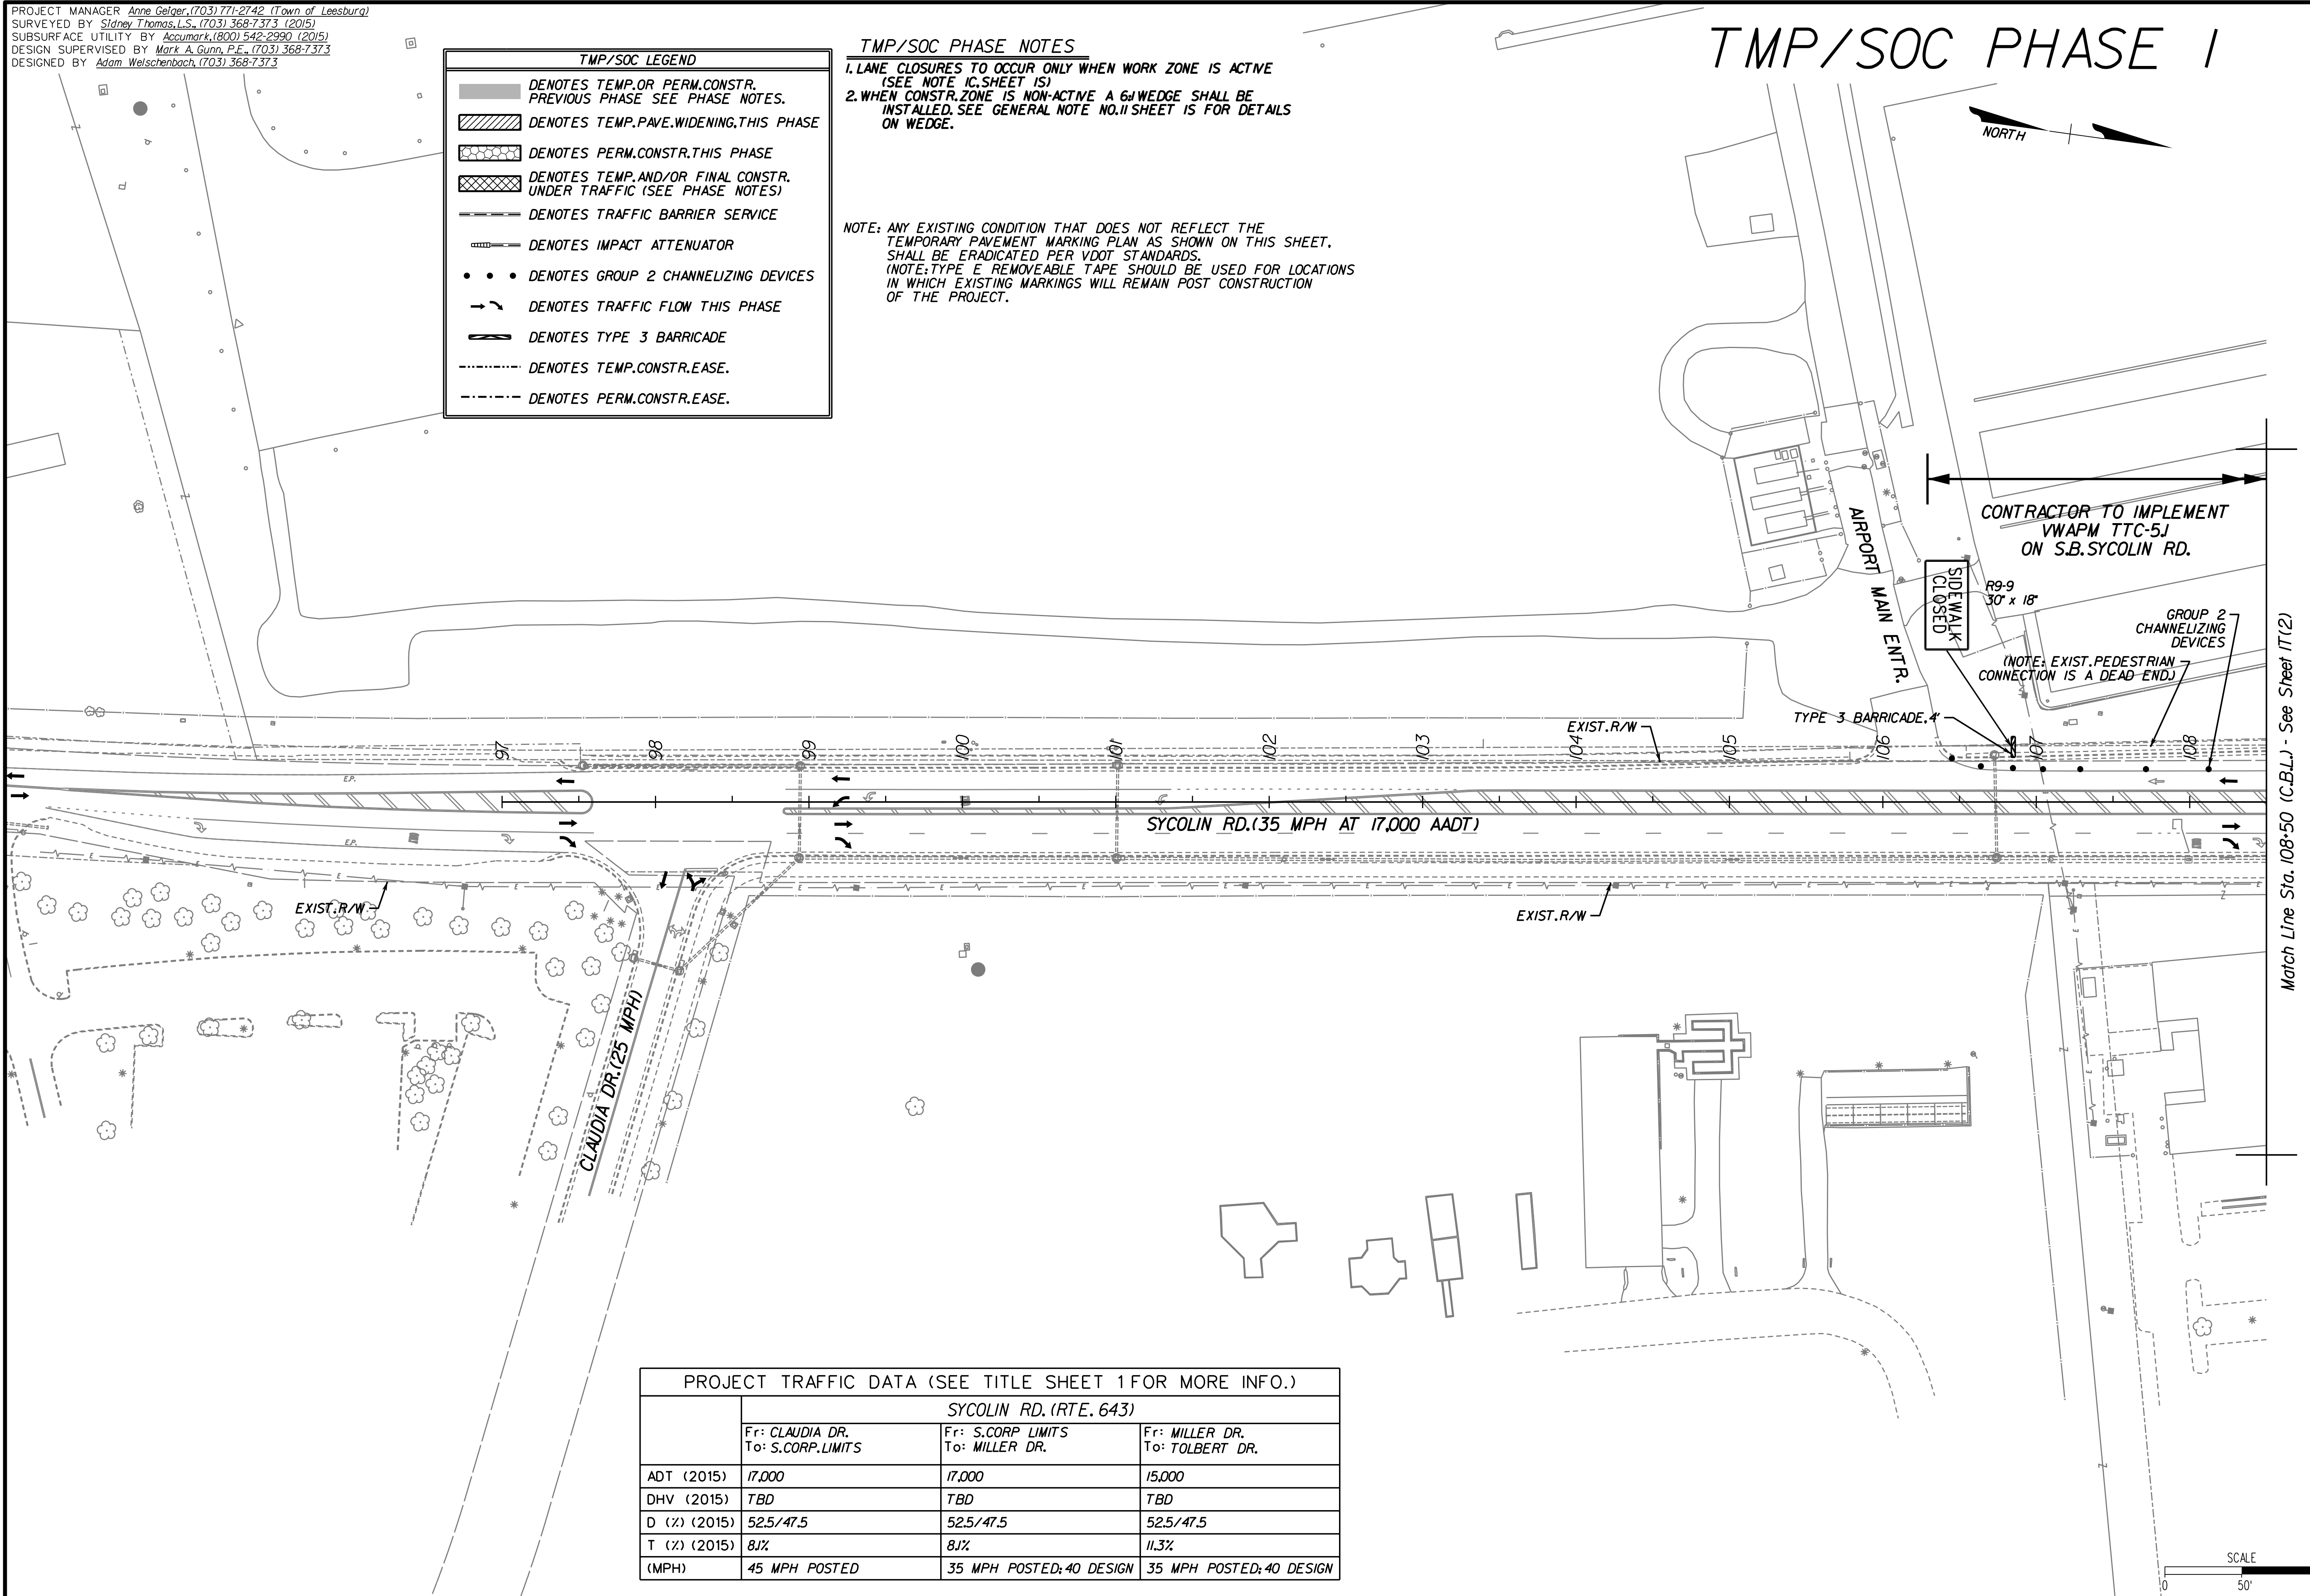 PROJECT MANAGER Anne Geiger, (703) 771-2742 (Town of Leesburg)
SURVEYED BY Sidney Thomas, L.S., (703) 368-7373 (2015)
SUBSURFACE UTILITY BY Accumark, (800) 542-2990 (2015)
DESIGN SUPERVISED BY Mark A. Gunn, P.E., (703) 368-7373
DESIGNED BY Adam Welschenbach, (703) 368-7373
TMP/SOC PHASE 1
TMP/SOC LEGEND
DENOTES TEMP. OR PERM. CONSTR.
PREVIOUS PHASE SEE PHASE NOTES.
DENOTES TEMP. PAVE. WIDENING, THIS PHASE
DENOTES PERM. CONSTR. THIS PHASE
DENOTES TEMP. AND/OR FINAL CONSTR.
UNDER TRAFFIC (SEE PHASE NOTES)
DENOTES TRAFFIC BARRIER SERVICE
DENOTES IMPACT ATTENUATOR
DENOTES GROUP 2 CHANNELIZING DEVICES
DENOTES TRAFFIC FLOW THIS PHASE
DENOTES TYPE 3 BARRICADE
DENOTES TEMP. CONSTR. EASE.
DENOTES PERM. CONSTR. EASE.
TMP/SOC PHASE NOTES
1. LANE CLOSURES TO OCCUR ONLY WHEN WORK ZONE IS ACTIVE
(SEE NOTE 1C, SHEET 1S)
2. WHEN CONSTR. ZONE IS NON-ACTIVE A 6:1 WEDGE SHALL BE
INSTALLED. SEE GENERAL NOTE NO. 11 SHEET 1S FOR DETAILS
ON WEDGE.
NOTE: ANY EXISTING CONDITION THAT DOES NOT REFLECT THE
TEMPORARY PAVEMENT MARKING PLAN AS SHOWN ON THIS SHEET,
SHALL BE ERADICATED PER VDOT STANDARDS.
(NOTE: TYPE E REMOVEABLE TAPE SHOULD BE USED FOR LOCATIONS
IN WHICH EXISTING MARKINGS WILL REMAIN POST CONSTRUCTION
OF THE PROJECT.
NORTH
CONTRACTOR TO IMPLEMENT
VWAPM TTC-5.1
ON S.B. SYCOLIN RD.
AIRPORT MAIN ENTR.
SIDEWALK
CLOSED
R9-9
30" x 18"
GROUP 2
CHANNELIZING
DEVICES
(NOTE: EXIST. PEDESTRIAN
CONNECTION IS A DEAD END.)
TYPE 3 BARRICADE, 4'
EXIST. R/W
97
98
99
100
101
102
103
104
105
106
107
108
E.P.
E.P.
SYCOLIN RD. (35 MPH AT 17,000 AADT)
EXIST. R/W
EXIST. R/W
CLAUDIA DR. (25 MPH)
Match Line Sta. 108+50 (C.B.L.) - See Sheet 1T(2)
PROJECT TRAFFIC DATA (SEE TITLE SHEET 1 FOR MORE INFO.)
SYCOLIN RD. (RTE. 643)
Fr: CLAUDIA DR.
To: S.CORP. LIMITS
Fr: S.CORP LIMITS
To: MILLER DR.
Fr: MILLER DR.
To: TOLBERT DR.
ADT (2015) 17,000 17,000 15,000
DHV (2015) TBD TBD TBD
D (%) (2015) 52.5/47.5 52.5/47.5 52.5/47.5
T (%) (2015) 8.1% 8.1% 11.3%
(MPH) 45 MPH POSTED 35 MPH POSTED; 40 DESIGN 35 MPH POSTED; 40 DESIGN
SCALE
0 50'